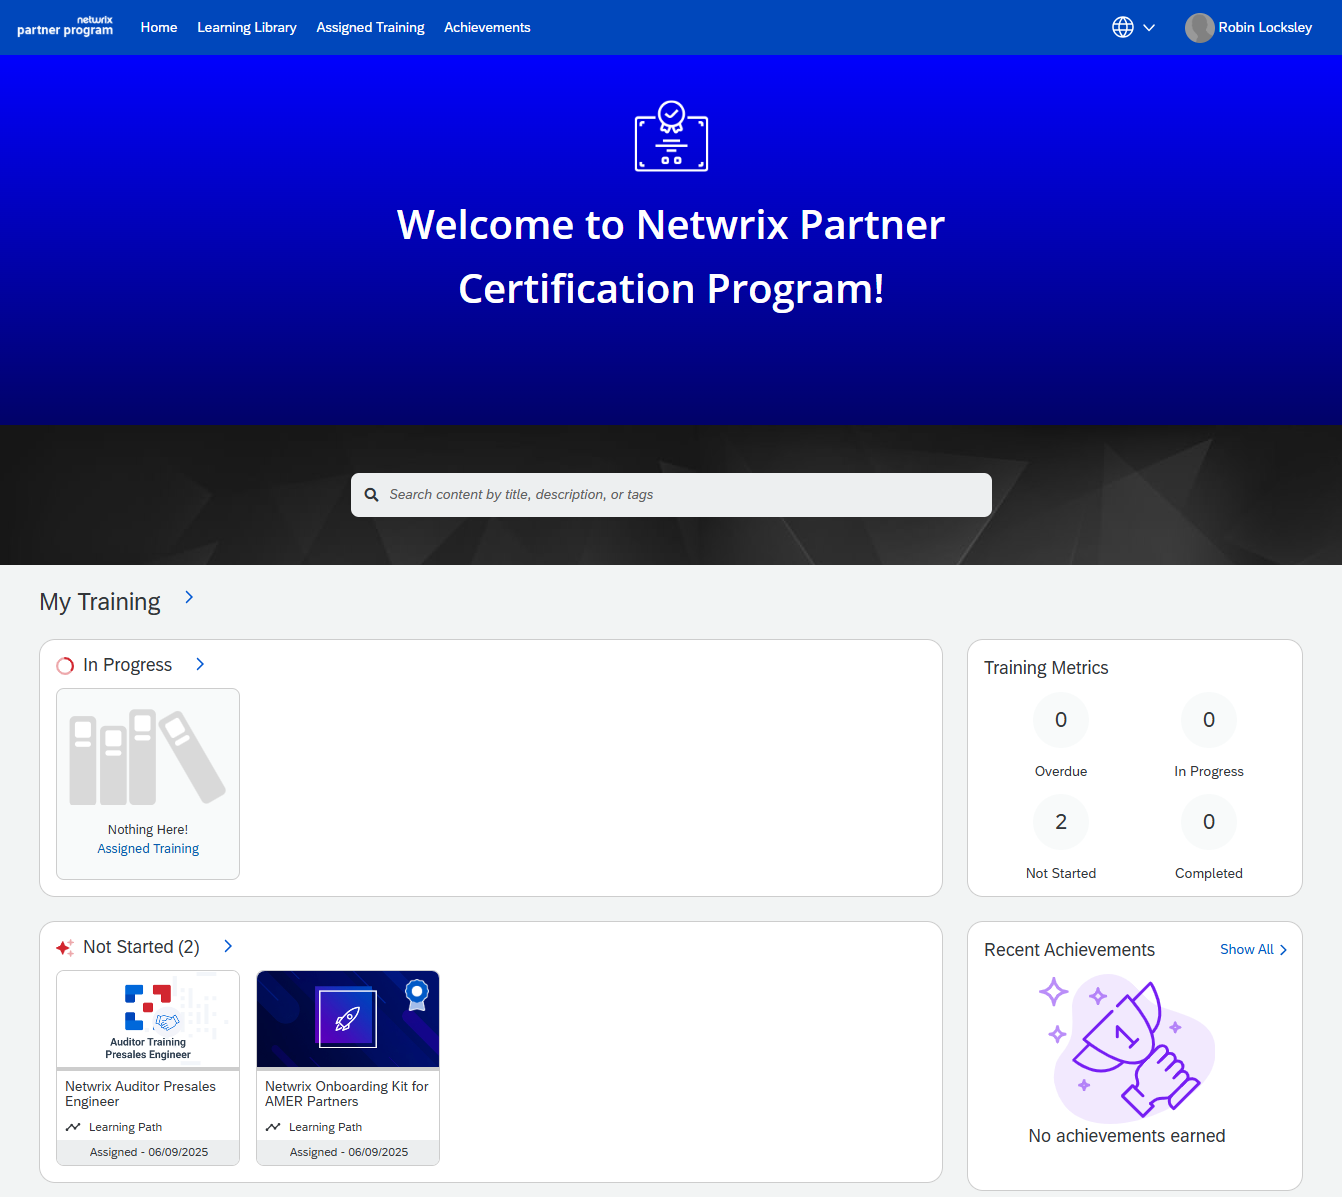 netwrix
partner program
Home
Learning Library
Assigned Training
Achievements
Robin Locksley
Welcome to Netwrix Partner
Certification Program!
Search content by title, description, or tags
My Training
In Progress
Nothing Here!
Assigned Training
Training Metrics
0
0
Overdue
In Progress
2
0
Not Started
Completed
Not Started (2)
Auditor Training
Presales Engineer
Netwrix Auditor Presales
Engineer
Learning Path
Assigned - 06/09/2025
Netwrix Onboarding Kit for
AMER Partners
Learning Path
Assigned - 06/09/2025
Recent Achievements
Show All
1
No achievements earned